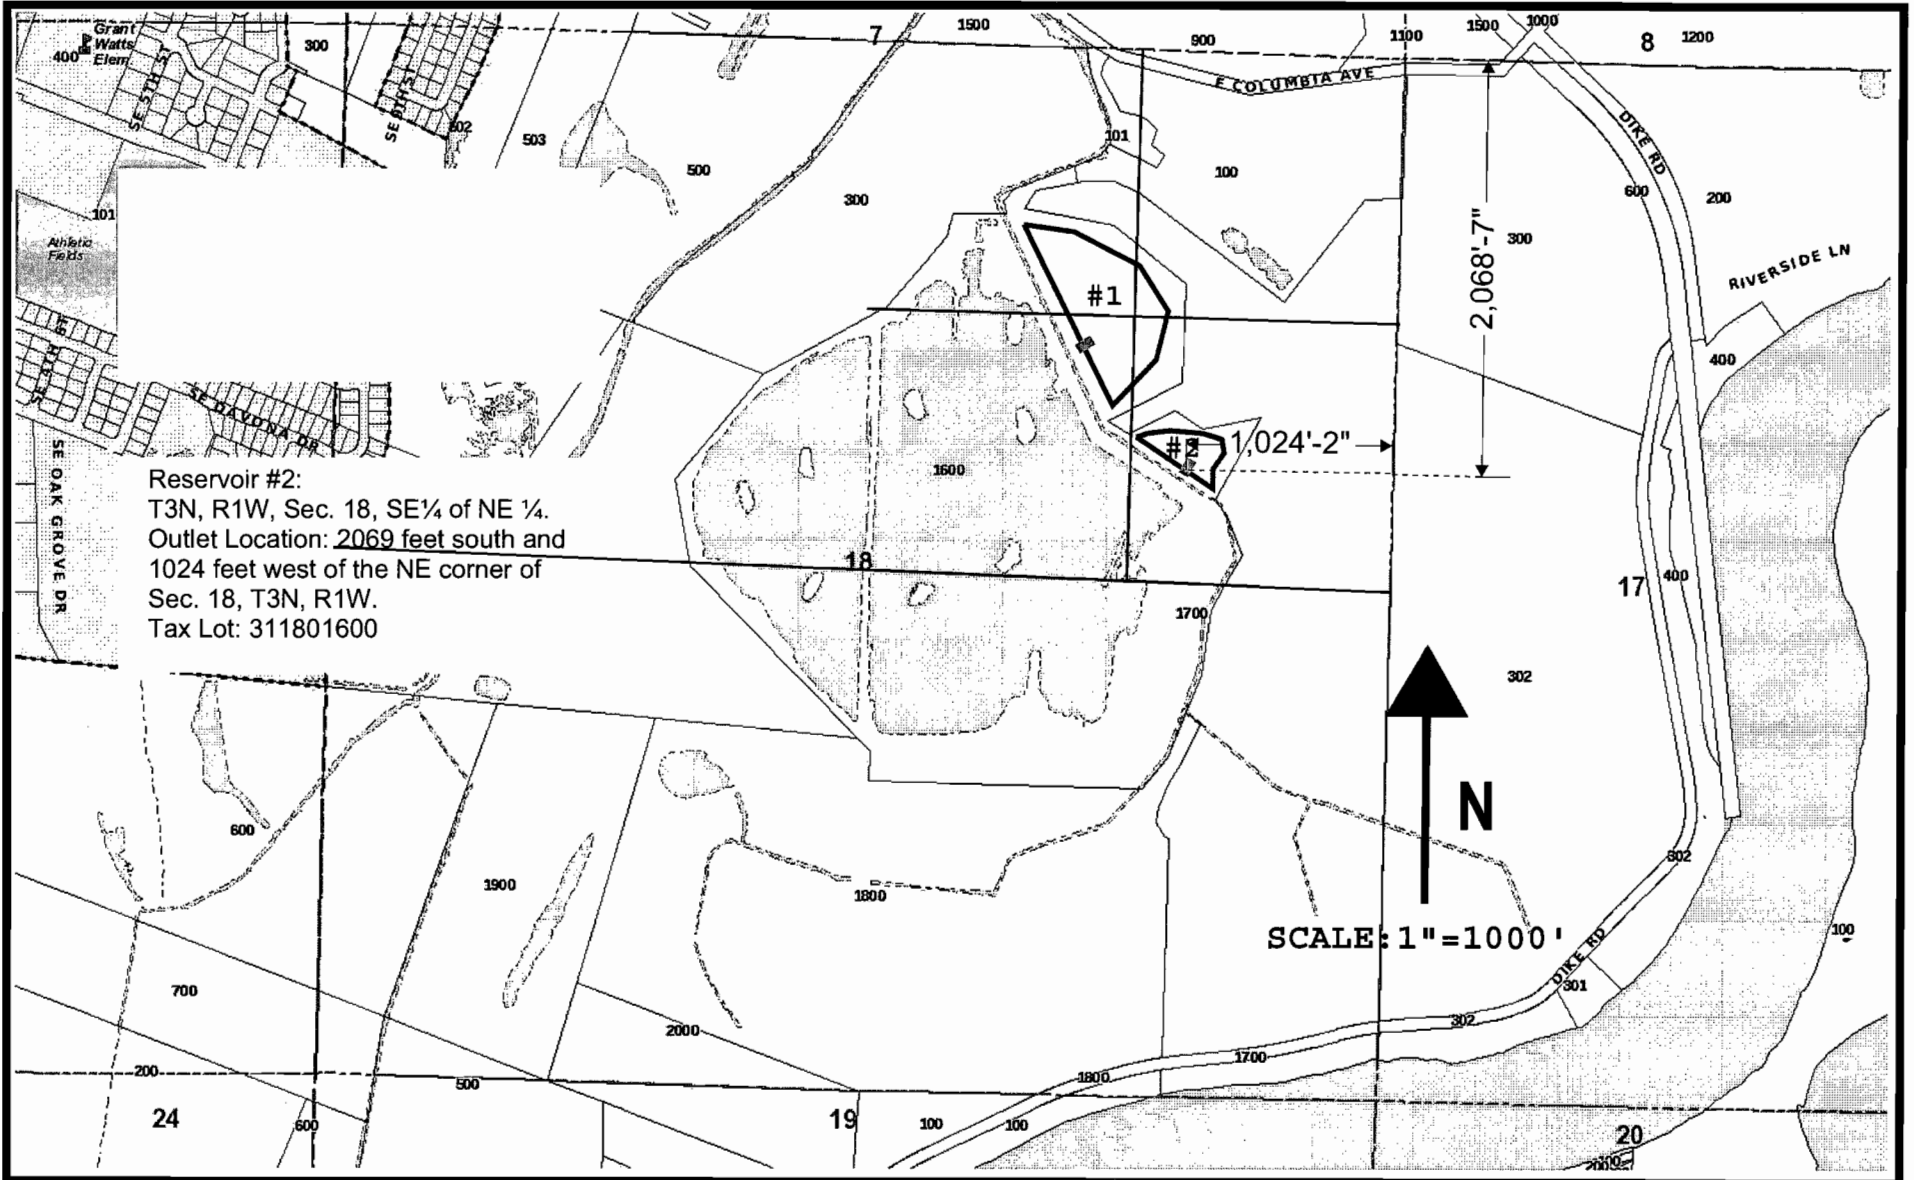 7
1500
900
1100
1500
1000
8
1200
Grant
Watts
Elem
400
300
SE 5TH ST
SE 9TH ST
E COLUMBIA AVE
DIKE RD
503
101
500
100
600
200
300
300
101
Athletic
Fields
RIVERSIDE LN
2,068'-7"
#1
400
SE 4TH ST
SE DAVONA DR
SE OAK GROVE DR
1,024'-2"
1600
Reservoir #2:
T3N, R1W, Sec. 18, SE¼ of NE ¼.
Outlet Location: 2069 feet south and
1024 feet west of the NE corner of
Sec. 18, T3N, R1W.
Tax Lot: 311801600
18
17
400
1700
302
N
600
302
1900
1800
SCALE:1"=1000'
100
DIKE RD
301
700
2000
302
1700
200
500
1800
24
600
19
100
100
20